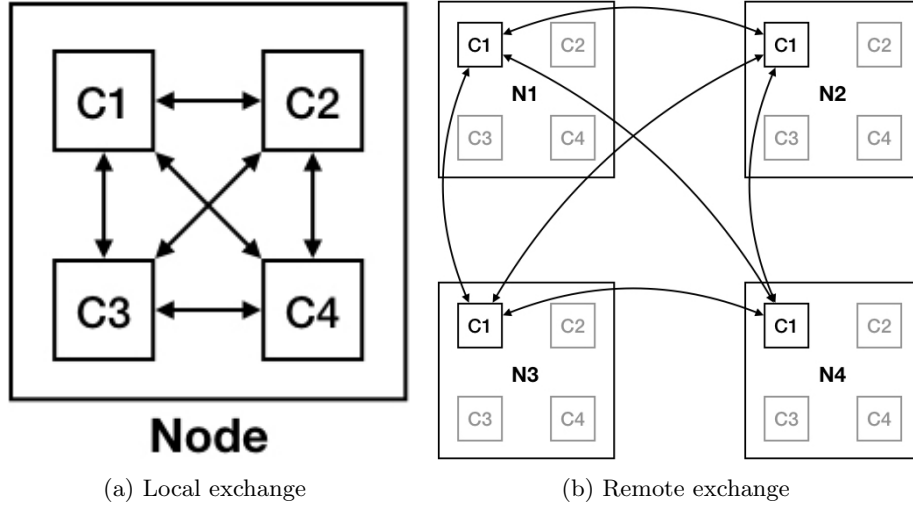 C1 C2
C3 C4
Node
(a) Local exchange
C1 C2
N1
C3 C4
C1 C2
N2
C3 C4
C1 C2
N3
C3 C4
C1 C2
N4
C3 C4
(b) Remote exchange